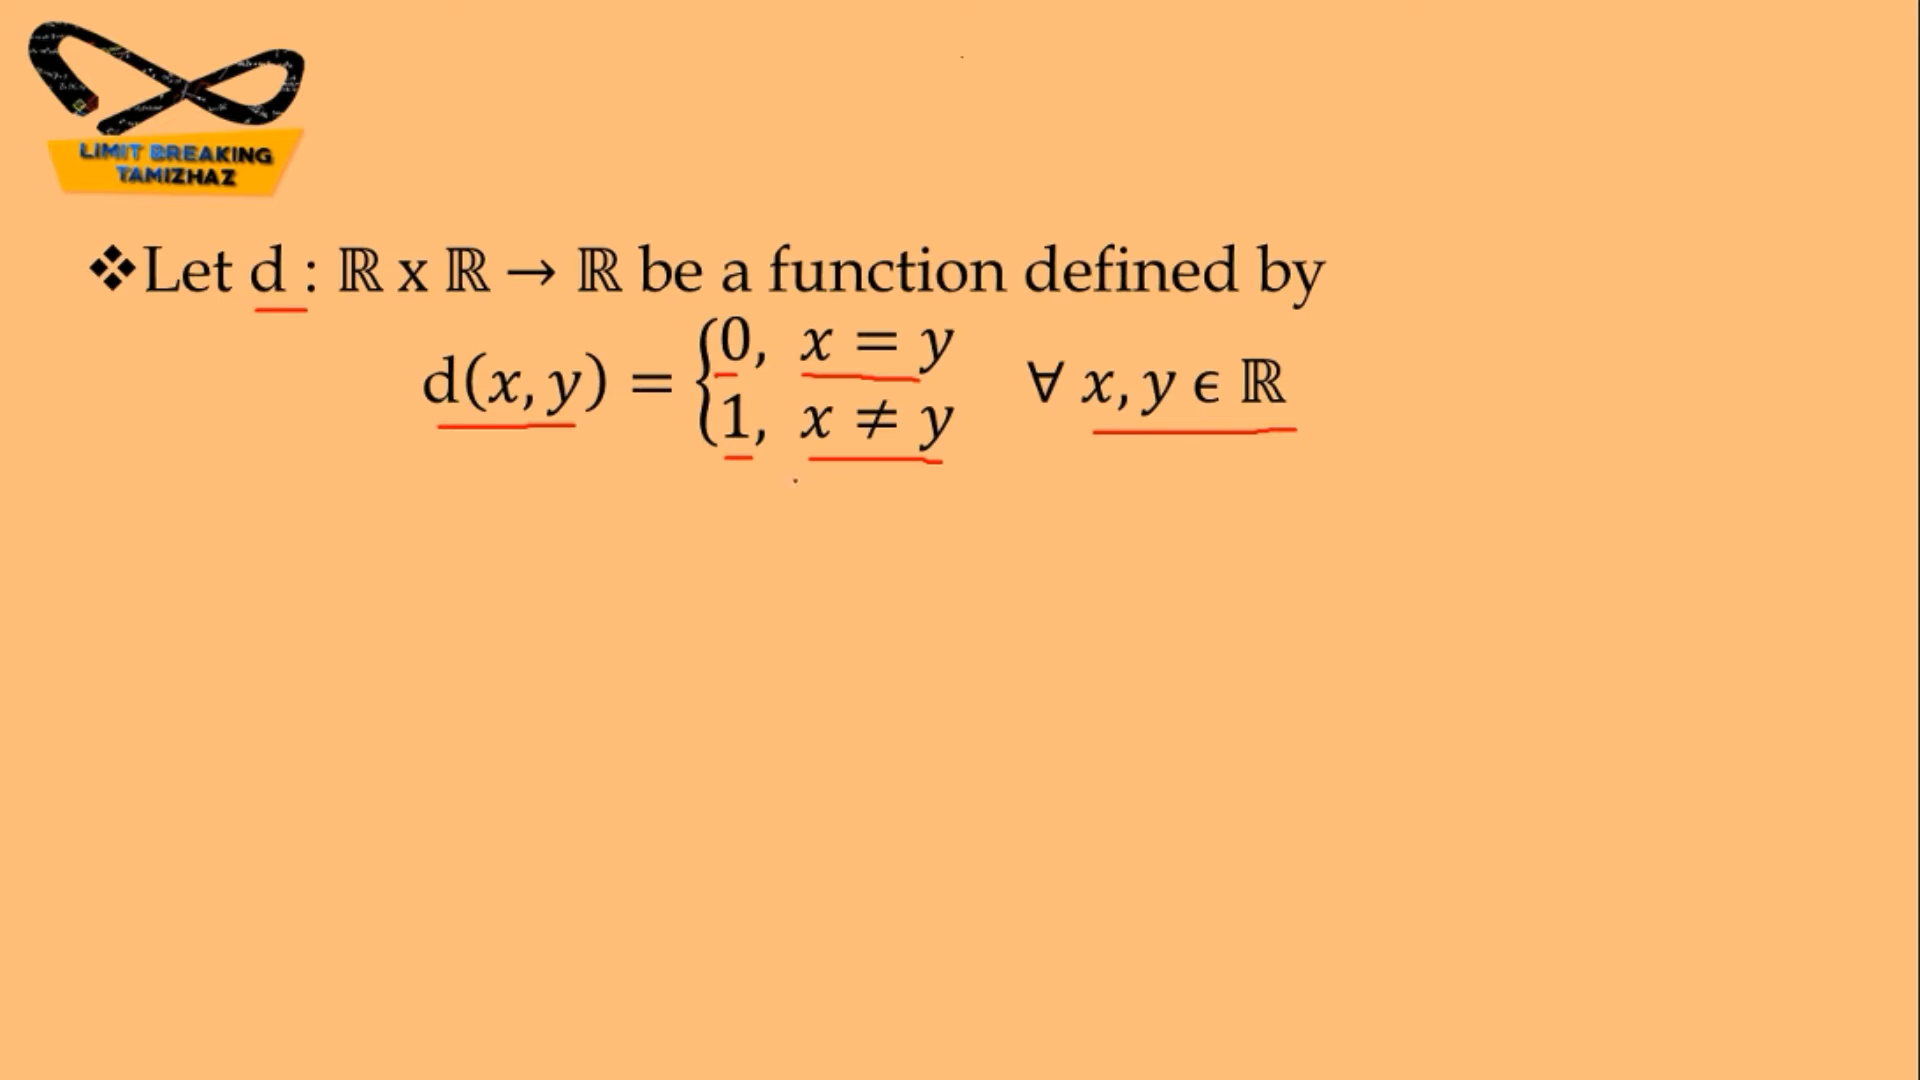 LIMIT BREAKING
TAMIZHAZ
❖Let d : ℝ x ℝ → ℝ be a function defined by
d(x, y) = {0, x = y
1, x ≠ y ∀ x, y ϵ ℝ